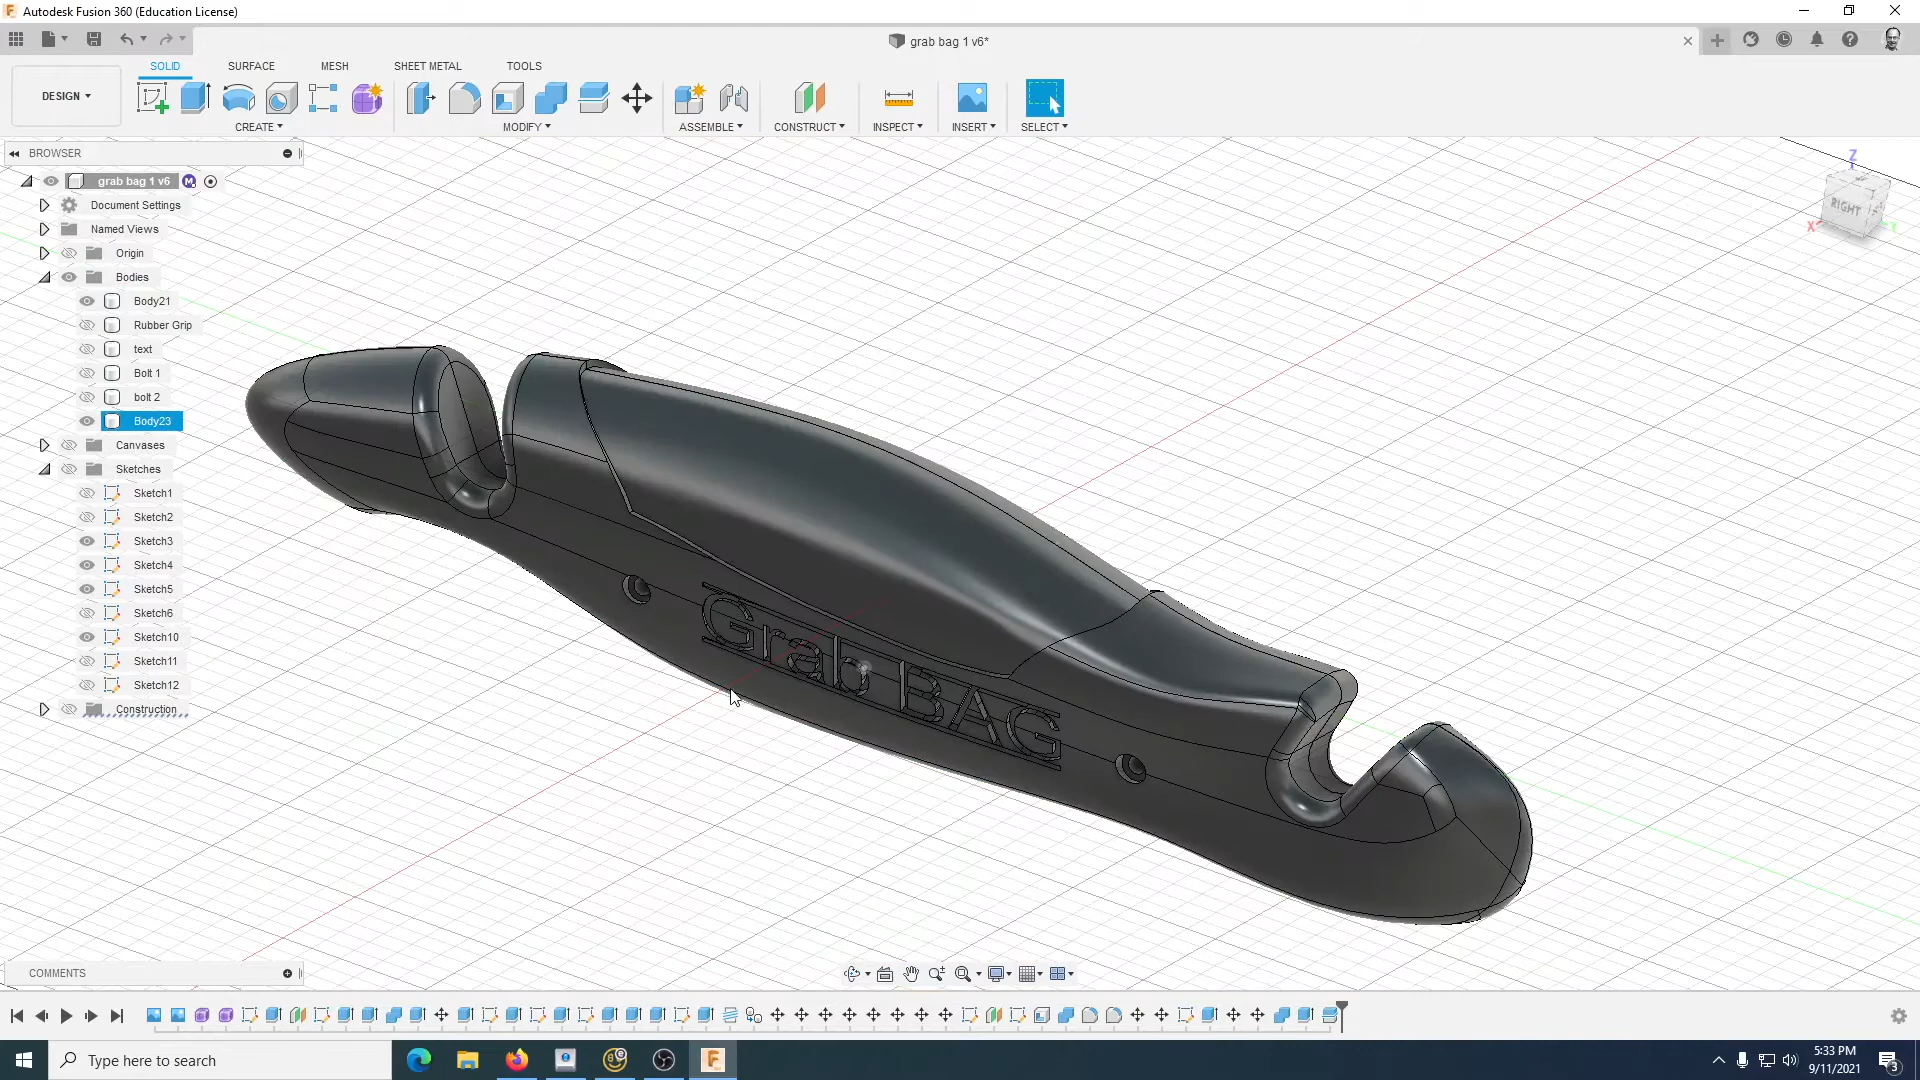 Autodesk Fusion 360 (Education License)
grab bag 1 v6*
SOLID
SURFACE
MESH
SHEET METAL
TOOLS
DESIGN
CREATE
MODIFY
ASSEMBLE
CONSTRUCT
INSPECT
INSERT
SELECT
BROWSER
grab bag 1 v6
M
Document Settings
Named Views
Origin
Bodies
Body21
Rubber Grip
text
Bolt 1
bolt 2
Body23
Canvases
Sketches
Sketch1
Sketch2
Sketch3
Sketch4
Sketch5
Sketch6
Sketch10
Sketch11
Sketch12
Construction
Z
RIGHT
X
Y
Grab BAG
COMMENTS
Type here to search
5:33 PM
9/11/2021
3